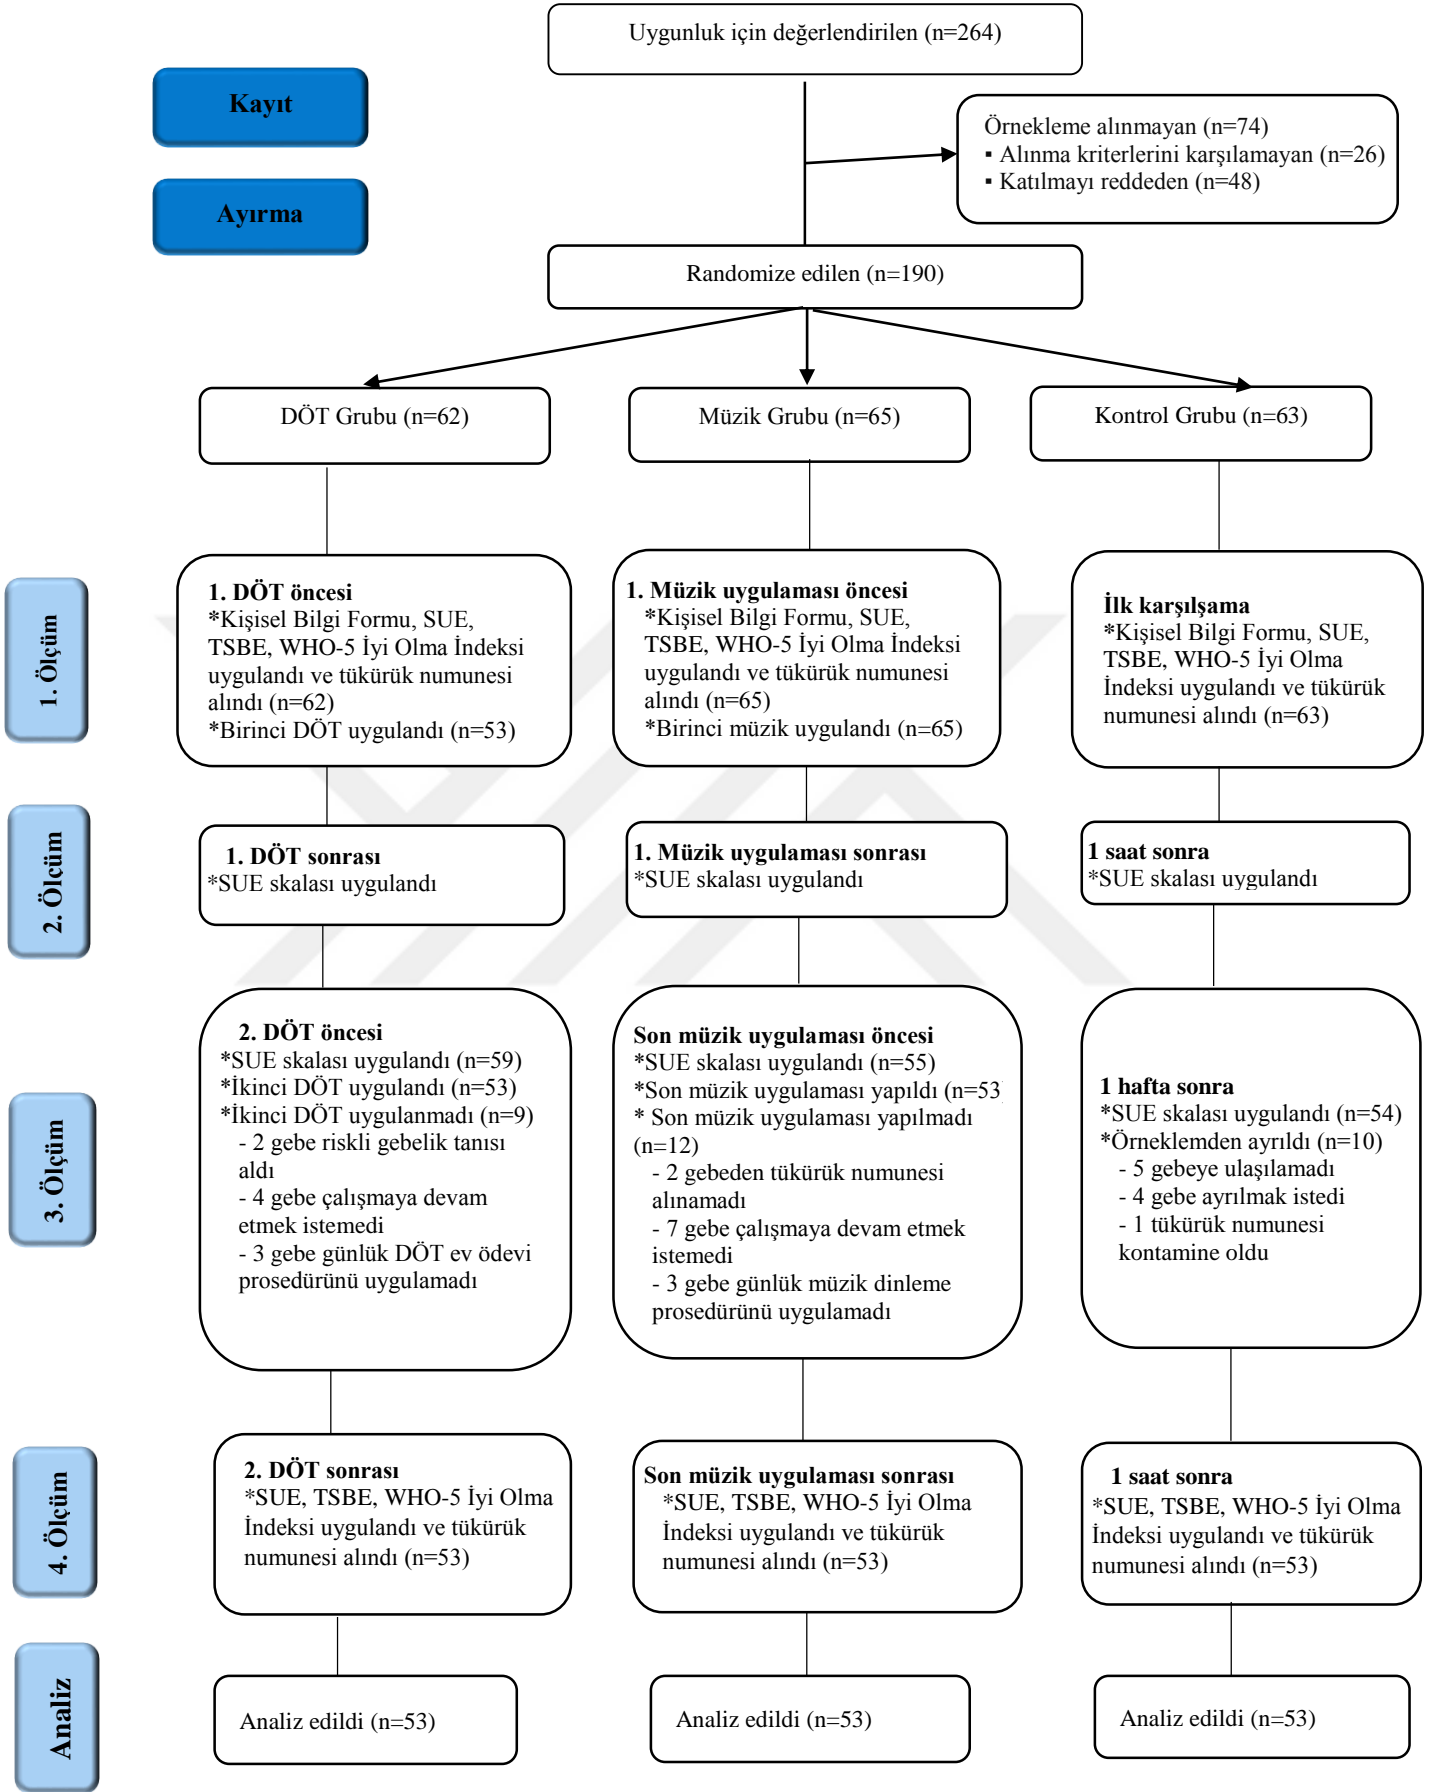 Uygunluk için değerlendirilen (n=264)
Kayıt
Örnekleme alınmayan (n=74)
▪ Alınma kriterlerini karşılamayan (n=26)
▪ Katılmayı reddeden (n=48)
Ayırma
Randomize edilen (n=190)
DÖT Grubu (n=62)
Müzik Grubu (n=65)
Kontrol Grubu (n=63)
1. Ölçüm
1. DÖT öncesi
*Kişisel Bilgi Formu, SUE,
TSBE, WHO-5 İyi Olma İndeksi
uygulandı ve tükürük numunesi
alındı (n=62)
*Birinci DÖT uygulandı (n=53)
1. Müzik uygulaması öncesi
*Kişisel Bilgi Formu, SUE,
TSBE, WHO-5 İyi Olma İndeksi
uygulandı ve tükürük numunesi
alındı (n=65)
*Birinci müzik uygulandı (n=65)
İlk karşılşama
*Kişisel Bilgi Formu, SUE,
TSBE, WHO-5 İyi Olma
İndeksi uygulandı ve tükürük
numunesi alındı (n=63)
2. Ölcüm
1. DÖT sonrası
*SUE skalası uygulandı
1. Müzik uygulaması sonrası
*SUE skalası uygulandı
1 saat sonra
*SUE skalası uygulandı
3. Ölçüm
2. DÖT öncesi
*SUE skalası uygulandı (n=59)
*İkinci DÖT uygulandı (n=53)
*İkinci DÖT uygulanmadı (n=9)
- 2 gebe riskli gebelik tanısı
aldı
- 4 gebe çalışmaya devam
etmek istemedi
- 3 gebe günlük DÖT ev ödevi
prosedürünü uygulamadı
Son müzik uygulaması öncesi
*SUE skalası uygulandı (n=55)
*Son müzik uygulaması yapıldı (n=53)
* Son müzik uygulaması yapılmadı
(n=12)
- 2 gebeden tükürük numunesi
alınamadı
- 7 gebe çalışmaya devam etmek
istemedi
- 3 gebe günlük müzik dinleme
prosedürünü uygulamadı
1 hafta sonra
*SUE skalası uygulandı (n=54)
*Örneklemden ayrıldı (n=10)
- 5 gebeye ulaşılamadı
- 4 gebe ayrılmak istedi
- 1 tükürük numunesi
kontamine oldu
4. Ölçüm
2. DÖT sonrası
*SUE, TSBE, WHO-5 İyi Olma
İndeksi uygulandı ve tükürük
numunesi alındı (n=53)
Son müzik uygulaması sonrası
*SUE, TSBE, WHO-5 İyi Olma
İndeksi uygulandı ve tükürük
numunesi alındı (n=53)
1 saat sonra
*SUE, TSBE, WHO-5 İyi Olma
İndeksi uygulandı ve tükürük
numunesi alındı (n=53)
Analiz
Analiz edildi (n=53)
Analiz edildi (n=53)
Analiz edildi (n=53)